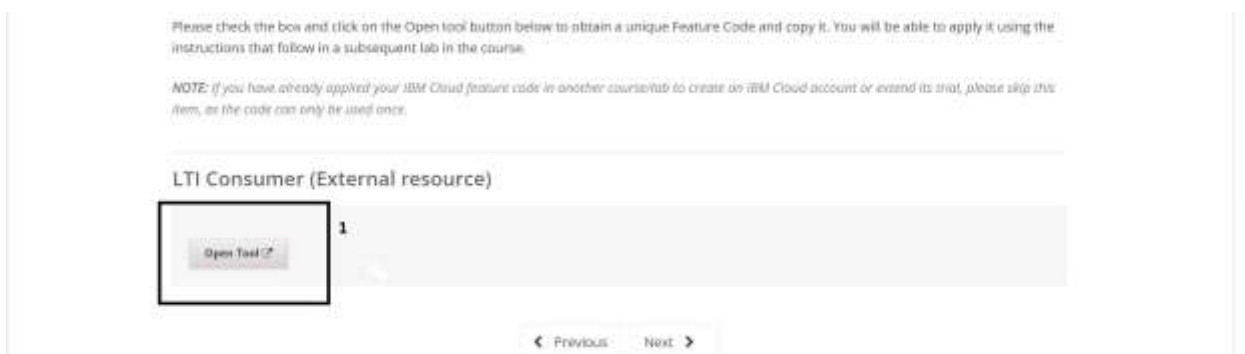 Please check the box and click on the Open tool button below to obtain a unique Feature Code and copy it. You will be able to apply it using the
instructions that follow in a subsequent lab in the course.
NOTE: If you have already applied your IBM Cloud feature code in another course/lab to create an IBM Cloud account or extend its trial, please skip this
item, as the code can only be used once.
LTI Consumer (External resource)
1
Open Tool
Previous Next